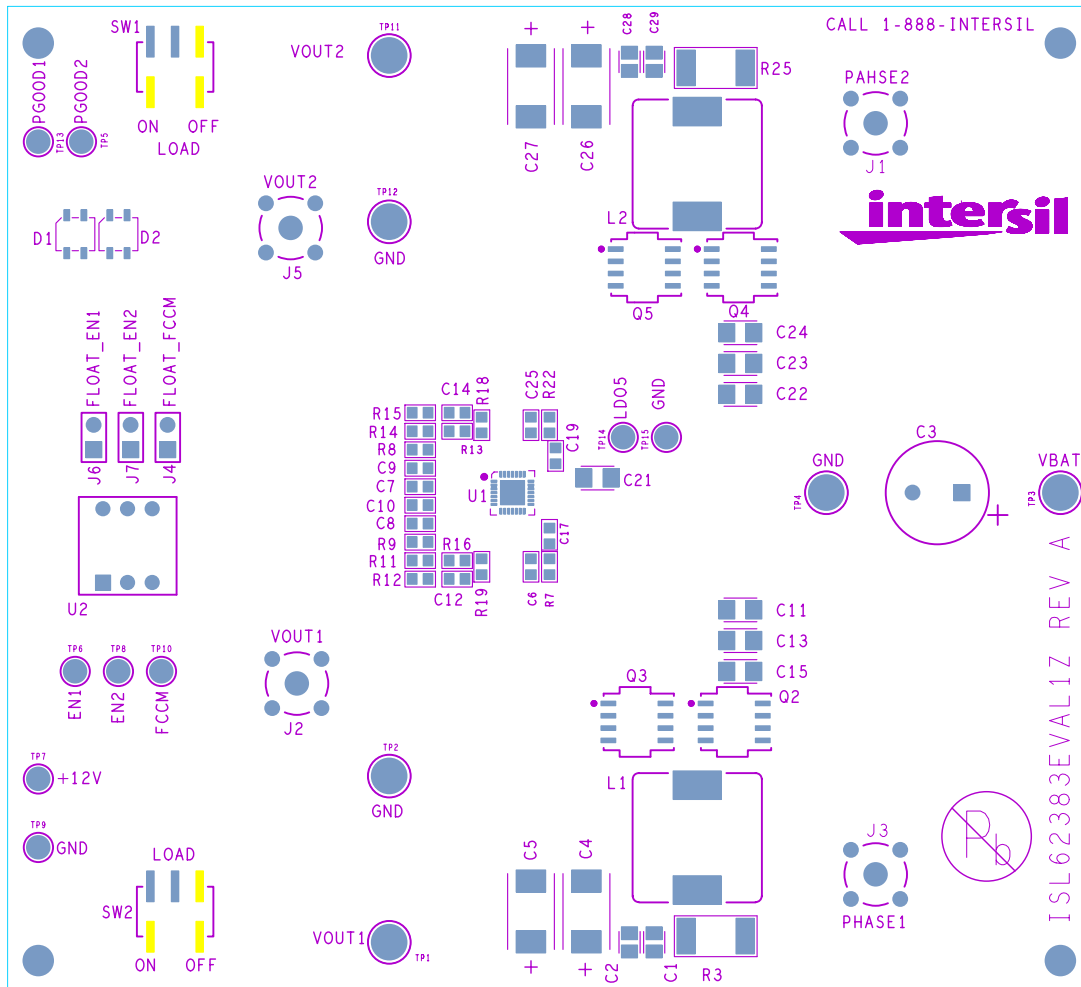 SW1
TP11
VOUT2
C28
C29
CALL 1-888-INTERSIL
PGOOD1
PGOOD2
+
+
R25
PAHSE2
TP13
TP5
ON
OFF
LOAD
C27
C26
J1
VOUT2
TP12
intersil
D1
D2
L2
GND
J5
Q5
Q4
FLOAT_EN1
FLOAT_EN2
FLOAT_FCCM
C24
C23
C22
R15
C14
R18
C25
R22
LDO5
GND
R14
R13
C19
TP14
TP15
C3
R8
C9
J6
J7
J4
GND
VBAT
C7
U1
C21
TP4
TP3
C10
+
C8
C17
R9
R16
R11
R12
C12
R19
C6
R7
U2
C11
C13
C15
VOUT1
TP6
TP8
TP10
Q3
Q2
EN1
EN2
FCCM
J2
TP7
+12V
TP2
L1
GND
TP9
GND
J3
Pb
LOAD
C5
C4
SW2
VOUT1
TP1
PHASE1
ON
OFF
+
+
C2
C1
R3
ISL62383EVAL1Z REV A